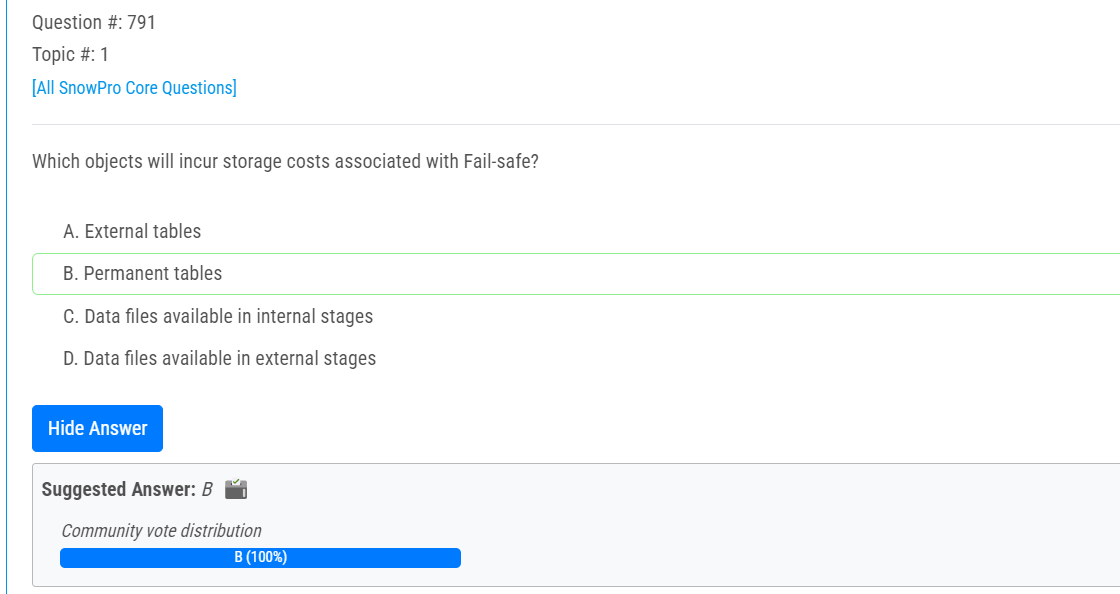 Question #: 791
Topic #: 1
[All SnowPro Core Questions]
Which objects will incur storage costs associated with Fail-safe?
A. External tables
B. Permanent tables
C. Data files available in internal stages
D. Data files available in external stages
Hide Answer
Suggested Answer: B
Community vote distribution
B (100%)